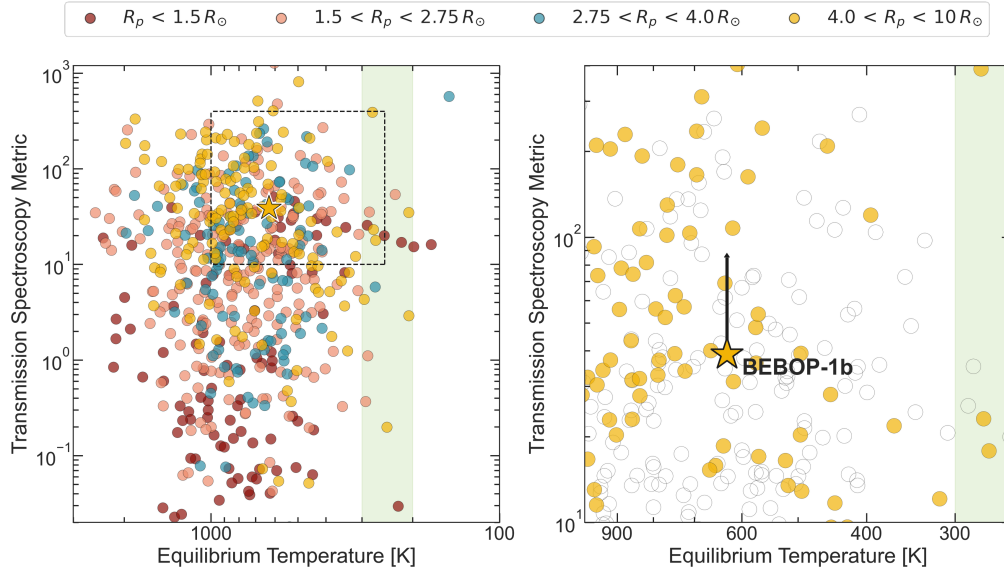 R_p < 1.5 R_⊙
1.5 < R_p < 2.75 R_⊙
2.75 < R_p < 4.0 R_⊙
4.0 < R_p < 10 R_⊙
Transmission Spectroscopy Metric
10^3
10^2
10^1
10^0
10^−1
1000
100
Equilibrium Temperature [K]
Transmission Spectroscopy Metric
10^2
10^1
BEBOP-1b
900
600
400
300
Equilibrium Temperature [K]